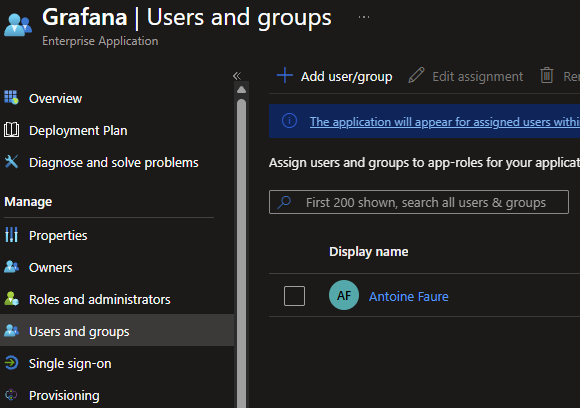 Grafana | Users and groups ...
Enterprise Application
«
Overview
Deployment Plan
Diagnose and solve problems
Manage
Properties
Owners
Roles and administrators
Users and groups
Single sign-on
Provisioning
+ Add user/group
Edit assignment
The application will appear for assigned users within
Assign users and groups to app-roles for your
First 200 shown, search all users & groups
Display name
AF
Antoine Faure